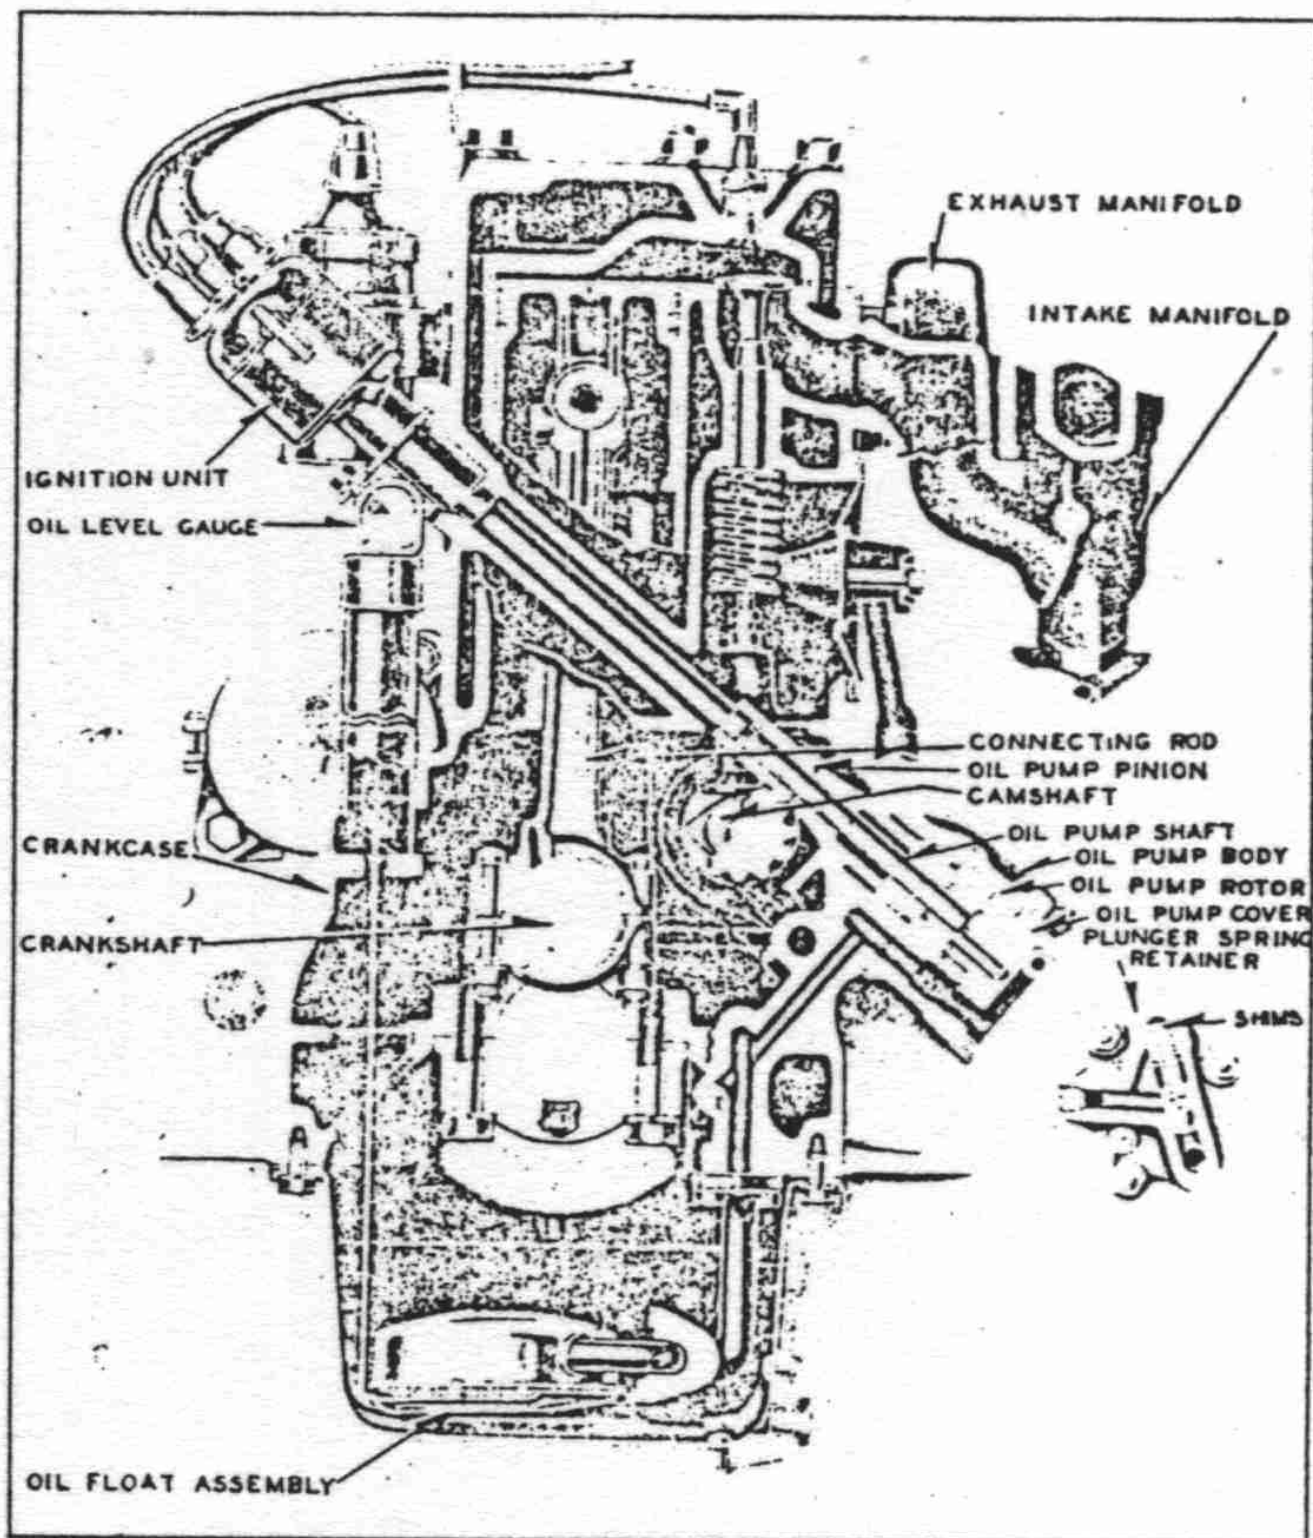 EXHAUST MANIFOLD
INTAKE MANIFOLD
IGNITION UNIT
OIL LEVEL GAUGE
CONNECTING ROD
OIL PUMP PINION
CAMSHAFT
OIL PUMP SHAFT
OIL PUMP BODY
CRANKCASE
OIL PUMP ROTOR
OIL PUMP COVER
CRANKSHAFT
PLUNGER SPRING
RETAINER
SHIMS
OIL FLOAT ASSEMBLY